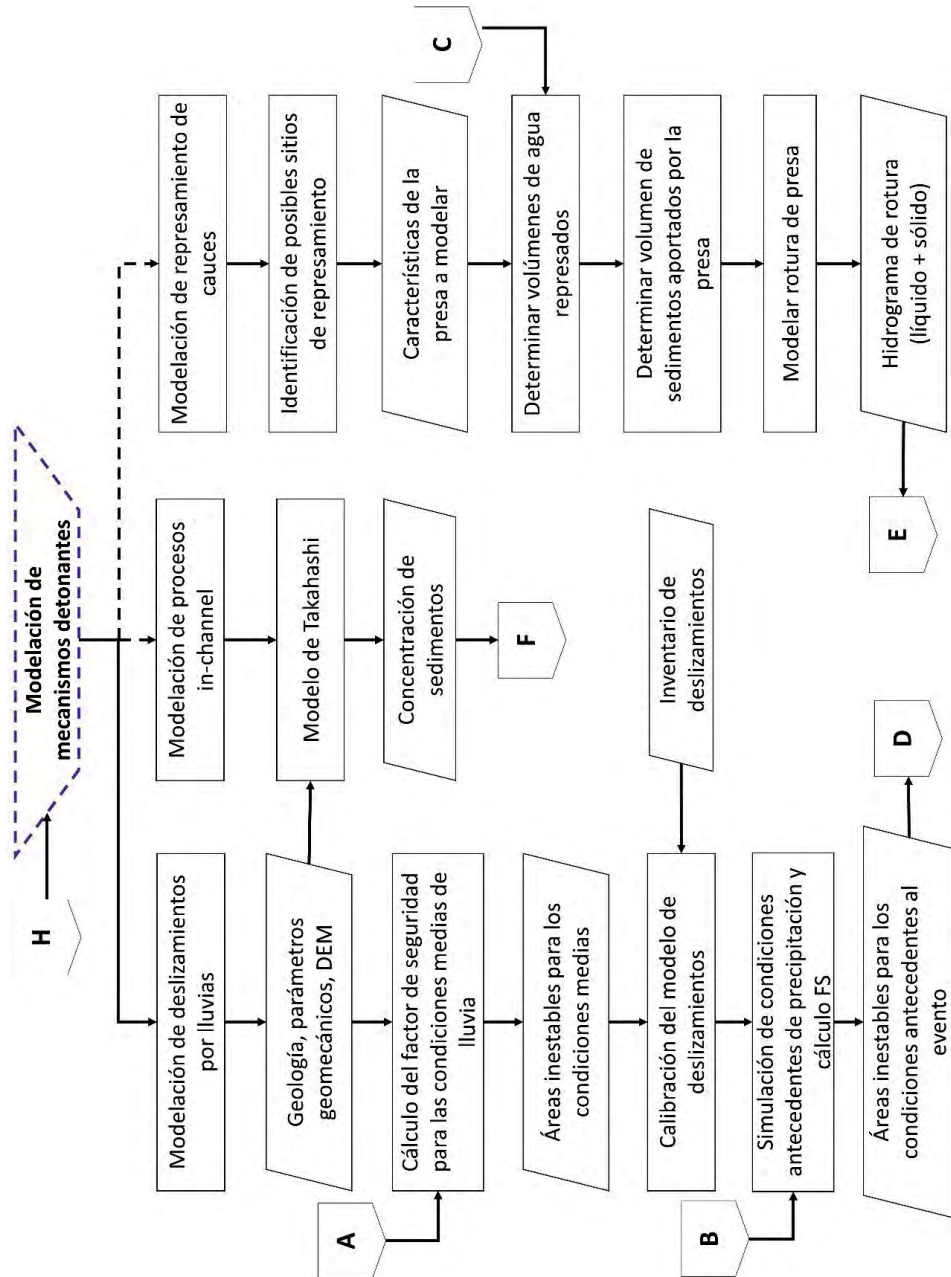 H
Modelación de
mecanismos detonantes
Modelación de deslizamientos
por lluvias
Geología, parámetros
geomecánicos, DEM
A
Cálculo del factor de seguridad
para las condiciones medias de
lluvia
Áreas inestables para los
condiciones medias
Calibración del modelo de
deslizamientos
Inventario de
deslizamientos
B
Simulación de condiciones
antecedentes de precipitación y
cálculo FS
Áreas inestables para los
condiciones antecedentes al
evento
D
Modelación de procesos
in-channel
Modelo de Takahashi
Concentración de
sedimentos
F
Modelación de represamiento de
cauces
Identificación de posibles sitios
de represamiento
Características de la
presa a modelar
C
Determinar volúmenes de agua
represados
Determinar volumen de
sedimentos aportados por la
presa
Modelar rotura de presa
Hidrograma de rotura
(líquido + sólido)
E